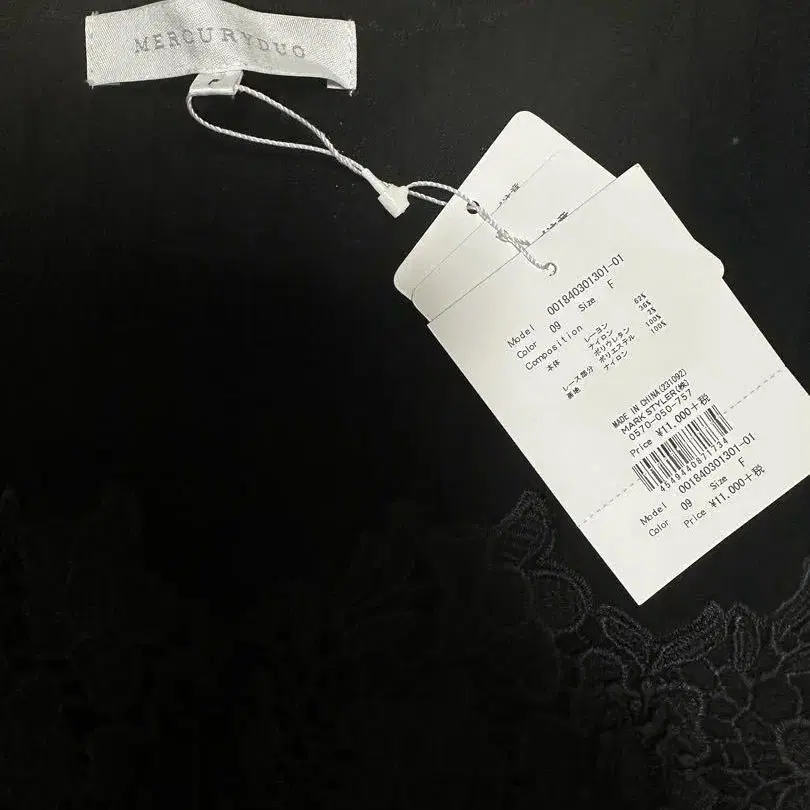 MERCURYDUO
Model 001840301301-01
Color 09 Size F
Composition
本体 レーヨン 62%
ナイロン 36%
ポリウレタン 2%
レース部分 ポリエステル 100%
裏地 ナイロン 100%
MADE IN CHINA(231092)
MARK STYLER(株)
0570-050-757
Price ¥11,000+税
4549440871734
Model 001840301301-01
Color 09 Size F
Price ¥11,000+税